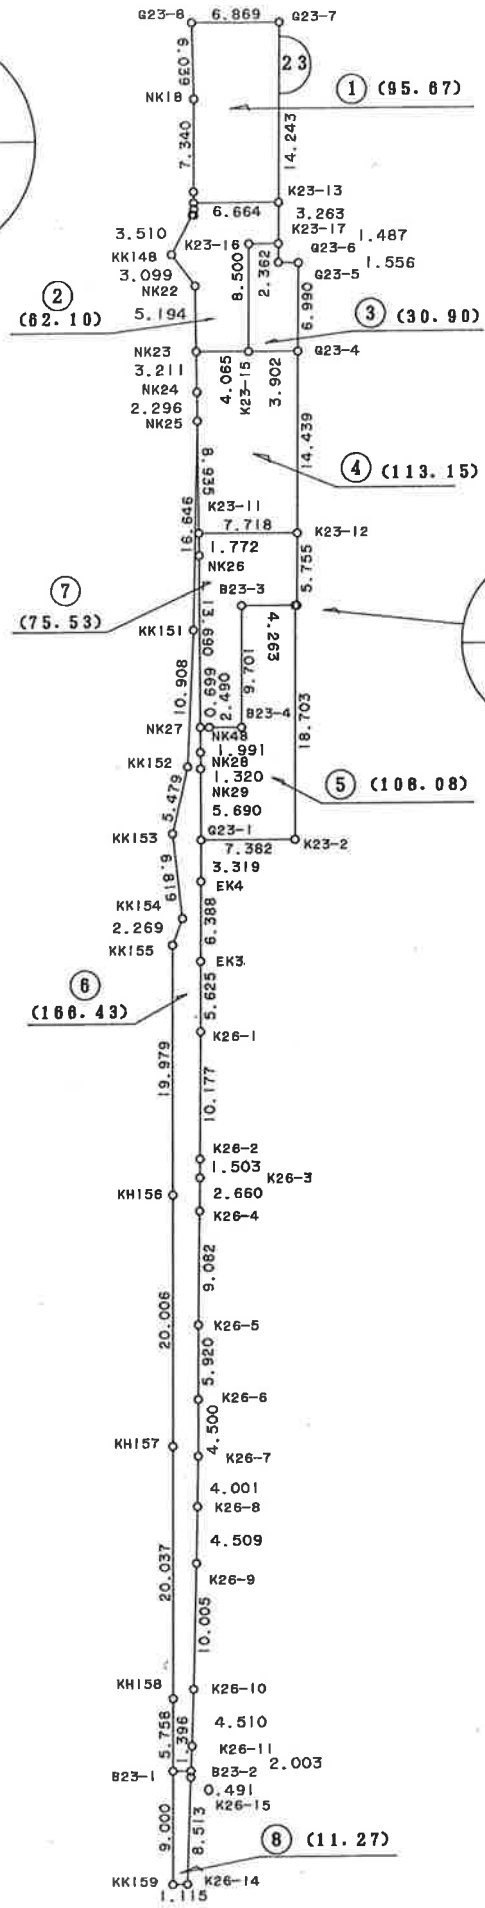 G23-8 6.869 G23-7
23
6.039
① (95.67)
NK18
14.243
7.340
K23-13
6.664 3.263
3.510 K23-16 K23-17 1.487
G23-6
KK148 8.500 2.362 G23-5 1.556
3.099
② NK22
(62.10) 5.194 6.990 ③ (30.90)
NK23 G23-4
3.211 4.065 K23-15 3.902
NK24
2.296
NK25
8.935 14.439
④ (113.15)
16.646 K23-11
7.718 K23-12
1.772
⑦ NK26 5.755
(75.53) B23-3
KK151 13.690 4.263
10.908 0.669 2.490 9.701 18.703
NK27 B23-4
NK48
1.991
KK152 NK28
1.320 ⑤ (108.08)
NK29
5.479 5.690
KK153 G23-1
7.382 K23-2
6.819 3.319
EK4
KK154
2.269 6.388
KK155
EK3
⑥
(166.43) 5.625
K26-1
19.979 10.177
K26-2
1.503
K26-3
KH156 2.660
K26-4
9.082
20.006 K26-5
5.920
K26-6
4.500
KH157
K26-7
4.001
K26-8
4.509
20.037 K26-9
10.005
KH158 K26-10
4.510
5.758 1.396
K26-11
2.003
B23-1 B23-2
0.491
K26-15
9.000 8.513
⑧ (11.27)
KK159 K26-14
1.115